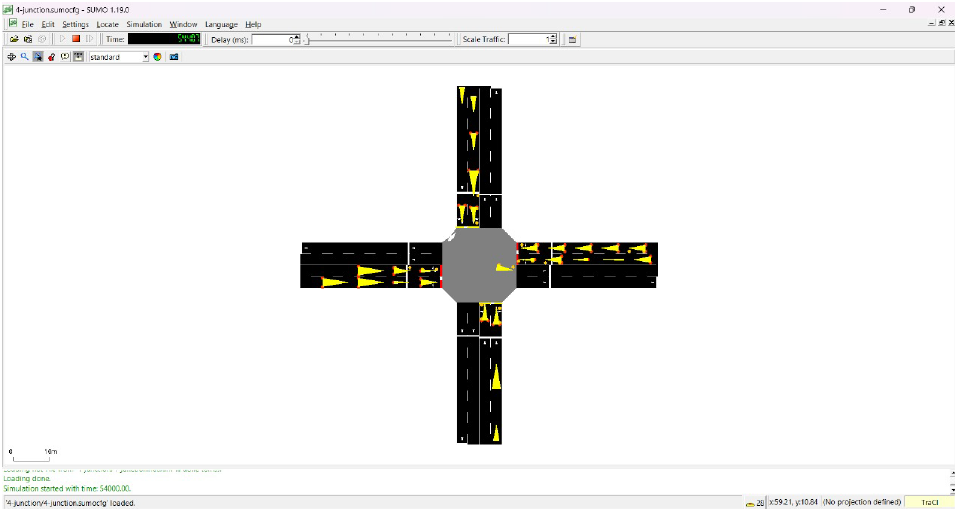 4-junction.sumocfg - SUMO 1.19.0
File Edit Settings Locate Simulation Window Language Help
Time: Delay (ms): 0 Scale Traffic: 1
standard
0 10m
Loading done.
Simulation started with time: 54000.00.
'4-junction/4-junction.sumocfg' loaded. 28 x:59.21, y:10.84 (No projection defined) TraCI